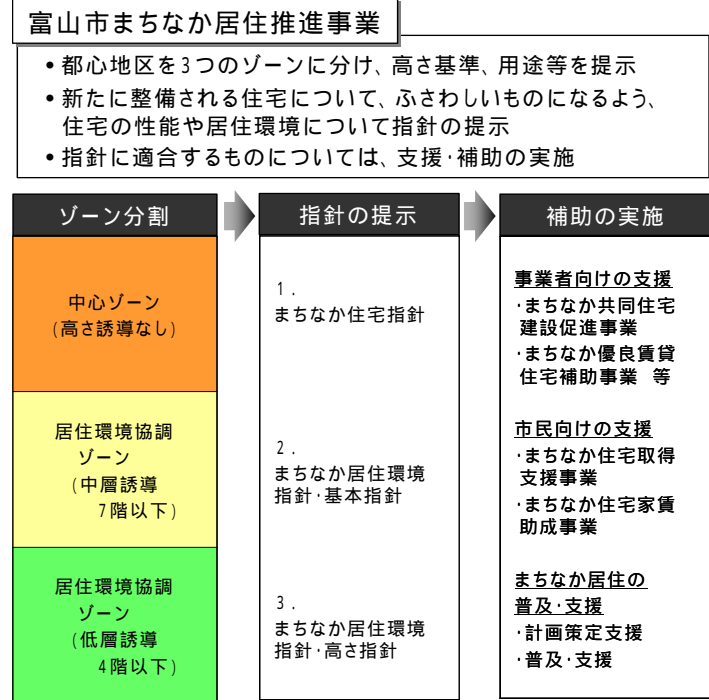 富山市まちなか居住推進事業
•都心地区を3つのゾーンに分け、高さ基準、用途等を提示
•新たに整備される住宅について、ふさわしいものになるよう、
住宅の性能や居住環境について指針の提示
•指針に適合するものについては、支援･補助の実施
ゾーン分割
中心ゾーン
(高さ誘導なし)
居住環境協調
ゾーン
(中層誘導
7階以下)
居住環境協調
ゾーン
(低層誘導
4階以下)
指針の提示
1.
まちなか住宅指針
2.
まちなか居住環境
指針･基本指針
3.
まちなか居住環境
指針･高さ指針
補助の実施
事業者向けの支援
･まちなか共同住宅
建設促進事業
･まちなか優良賃貸
住宅補助事業 等
市民向けの支援
･まちなか住宅取得
支援事業
･まちなか住宅家賃
助成事業
まちなか居住の
普及･支援
･計画策定支援
･普及･支援